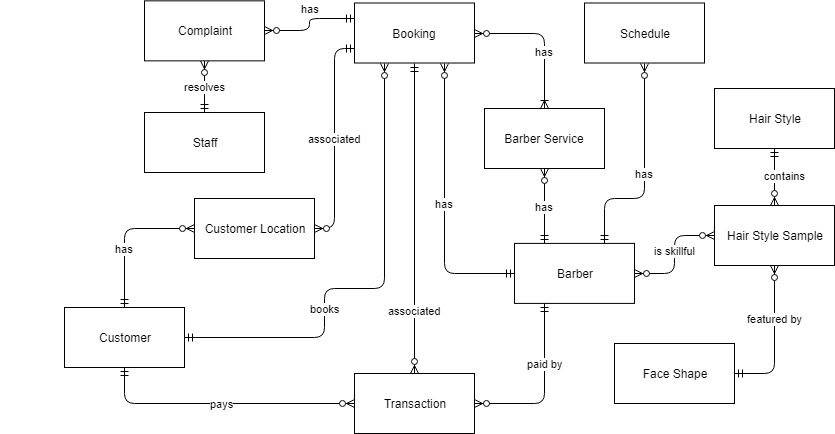 has
Complaint
Booking
Schedule
has
resolves
Hair Style
Staff
associated
Barber Service
has
contains
has
has
Customer Location
Hair Style Sample
has
is skillful
Barber
books
associated
featured by
Customer
paid by
Face Shape
pays
Transaction